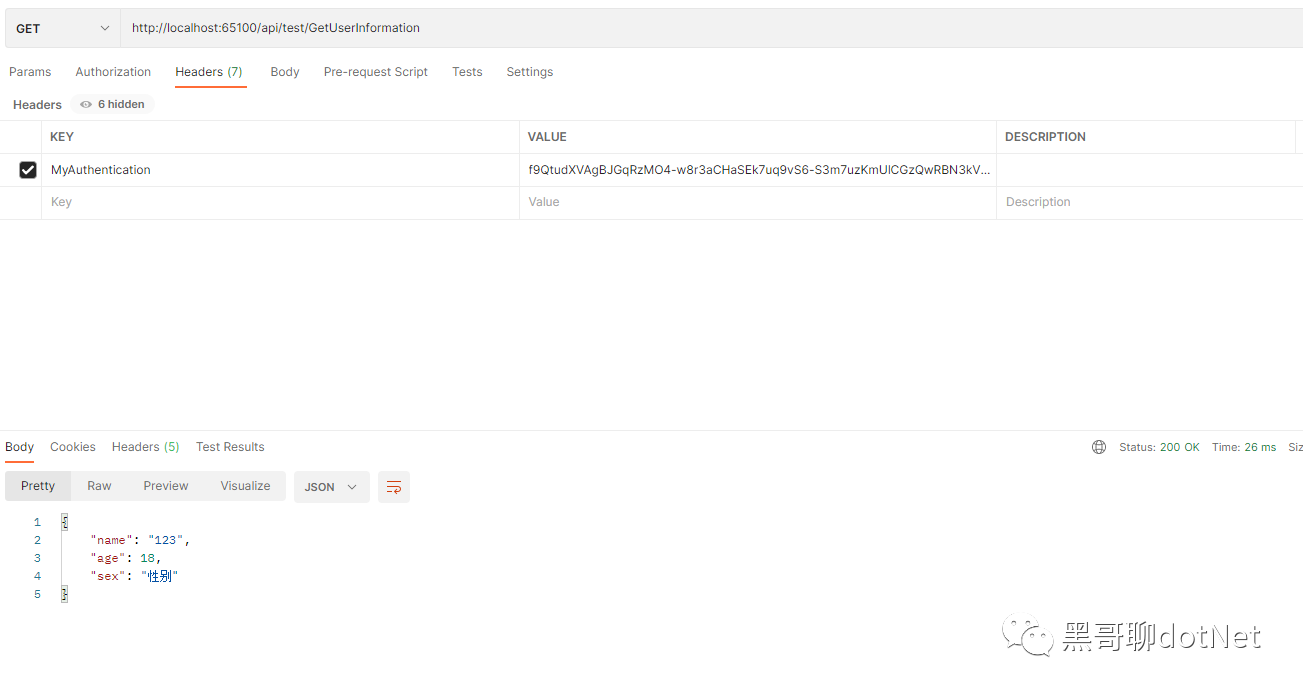 GET http://localhost:65100/api/test/GetUserInformation
Params Authorization Headers (7) Body Pre-request Script Tests Settings
Headers 6 hidden
KEY VALUE DESCRIPTION
MyAuthentication f9QtudXVAgBJGqRzMO4-w8r3aCHaSEk7uq9vS6-S3m7uzKmUlCGzQwRBN3kV...
Key Value Description
Body Cookies Headers (5) Test Results Status: 200 OK Time: 26 ms Siz
Pretty Raw Preview Visualize JSON
1 {
2 "name": "123",
3 "age": 18,
4 "sex": "性别"
5 }
黑哥聊dotNet